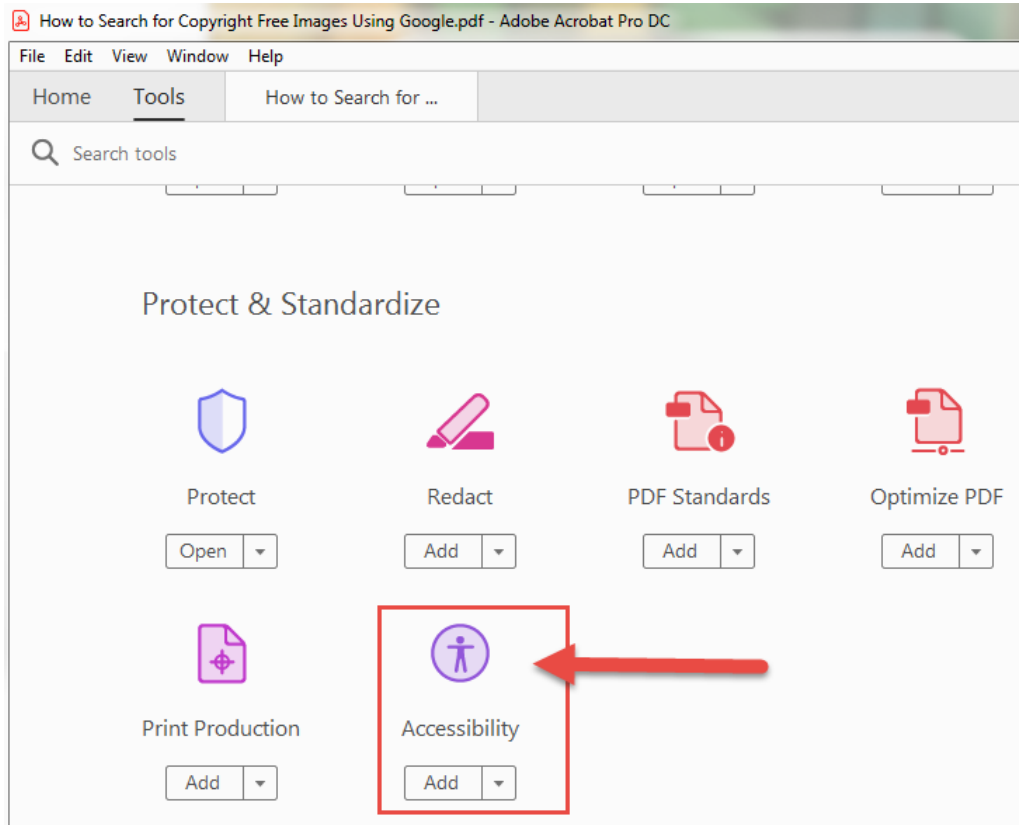 How to Search for Copyright Free Images Using Google.pdf - Adobe Acrobat Pro DC
File Edit View Window Help
Home Tools How to Search for ...
Search tools
Protect & Standardize
Protect Redact PDF Standards Optimize PDF
Open Add Add Add
Print Production Accessibility
Add Add